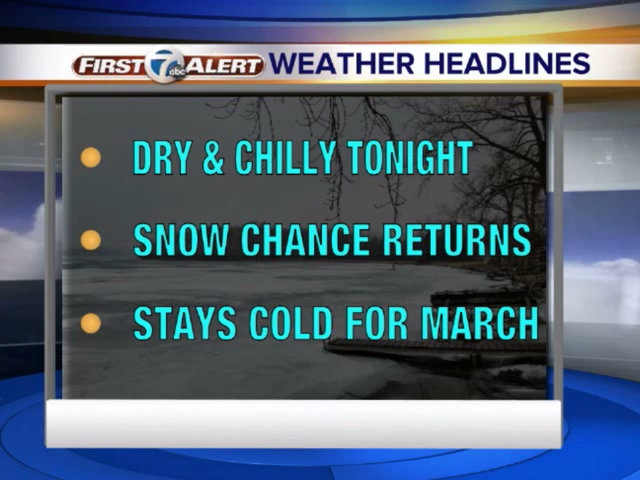 FIRST 7 abc ALERT WEATHER HEADLINES
DRY & CHILLY TONIGHT
SNOW CHANCE RETURNS
STAYS COLD FOR MARCH